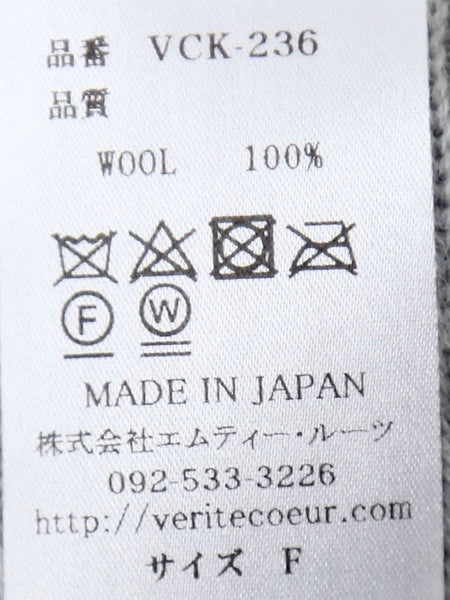 品番 VCK-236
品質
WOOL 100%
F W
MADE IN JAPAN
株式会社エムティー・ルーツ
092-533-3226
http://veritecoeur.com
サイズ F